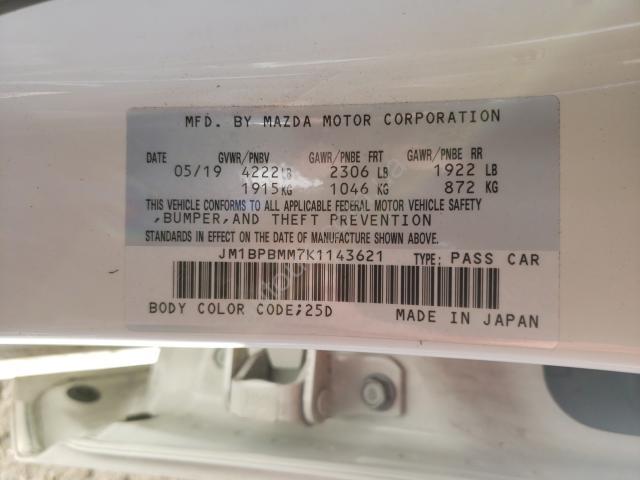 MFD. BY MAZDA MOTOR CORPORATION
DATE GVWR/PNBV GAWR/PNBE FRT GAWR/PNBE RR
05/19 4222LB 2306 LB 1922 LB
1915KG 1046 KG 872 KG
THIS VEHICLE CONFORMS TO ALL APPLICABLE FEDERAL MOTOR VEHICLE SAFETY
,BUMPER,AND THEFT PREVENTION
STANDARDS IN EFFECT ON THE DATE OF MANUFACTURE SHOWN ABOVE.
JM1BPBMM7K1143621 TYPE: PASS CAR
BODY COLOR CODE;25D MADE IN JAPAN